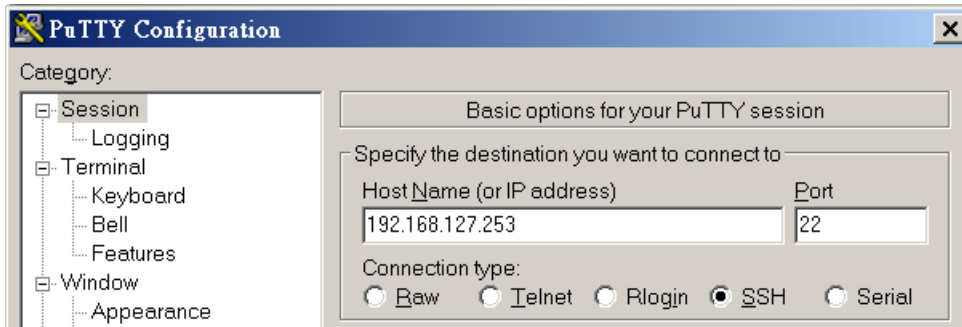 PuTTY Configuration
Category:
Session
Logging
Terminal
Keyboard
Bell
Features
Window
Appearance
Basic options for your PuTTY session
Specify the destination you want to connect to
Host Name (or IP address) Port
192.168.127.253 22
Connection type:
Raw Telnet Rlogin SSH Serial